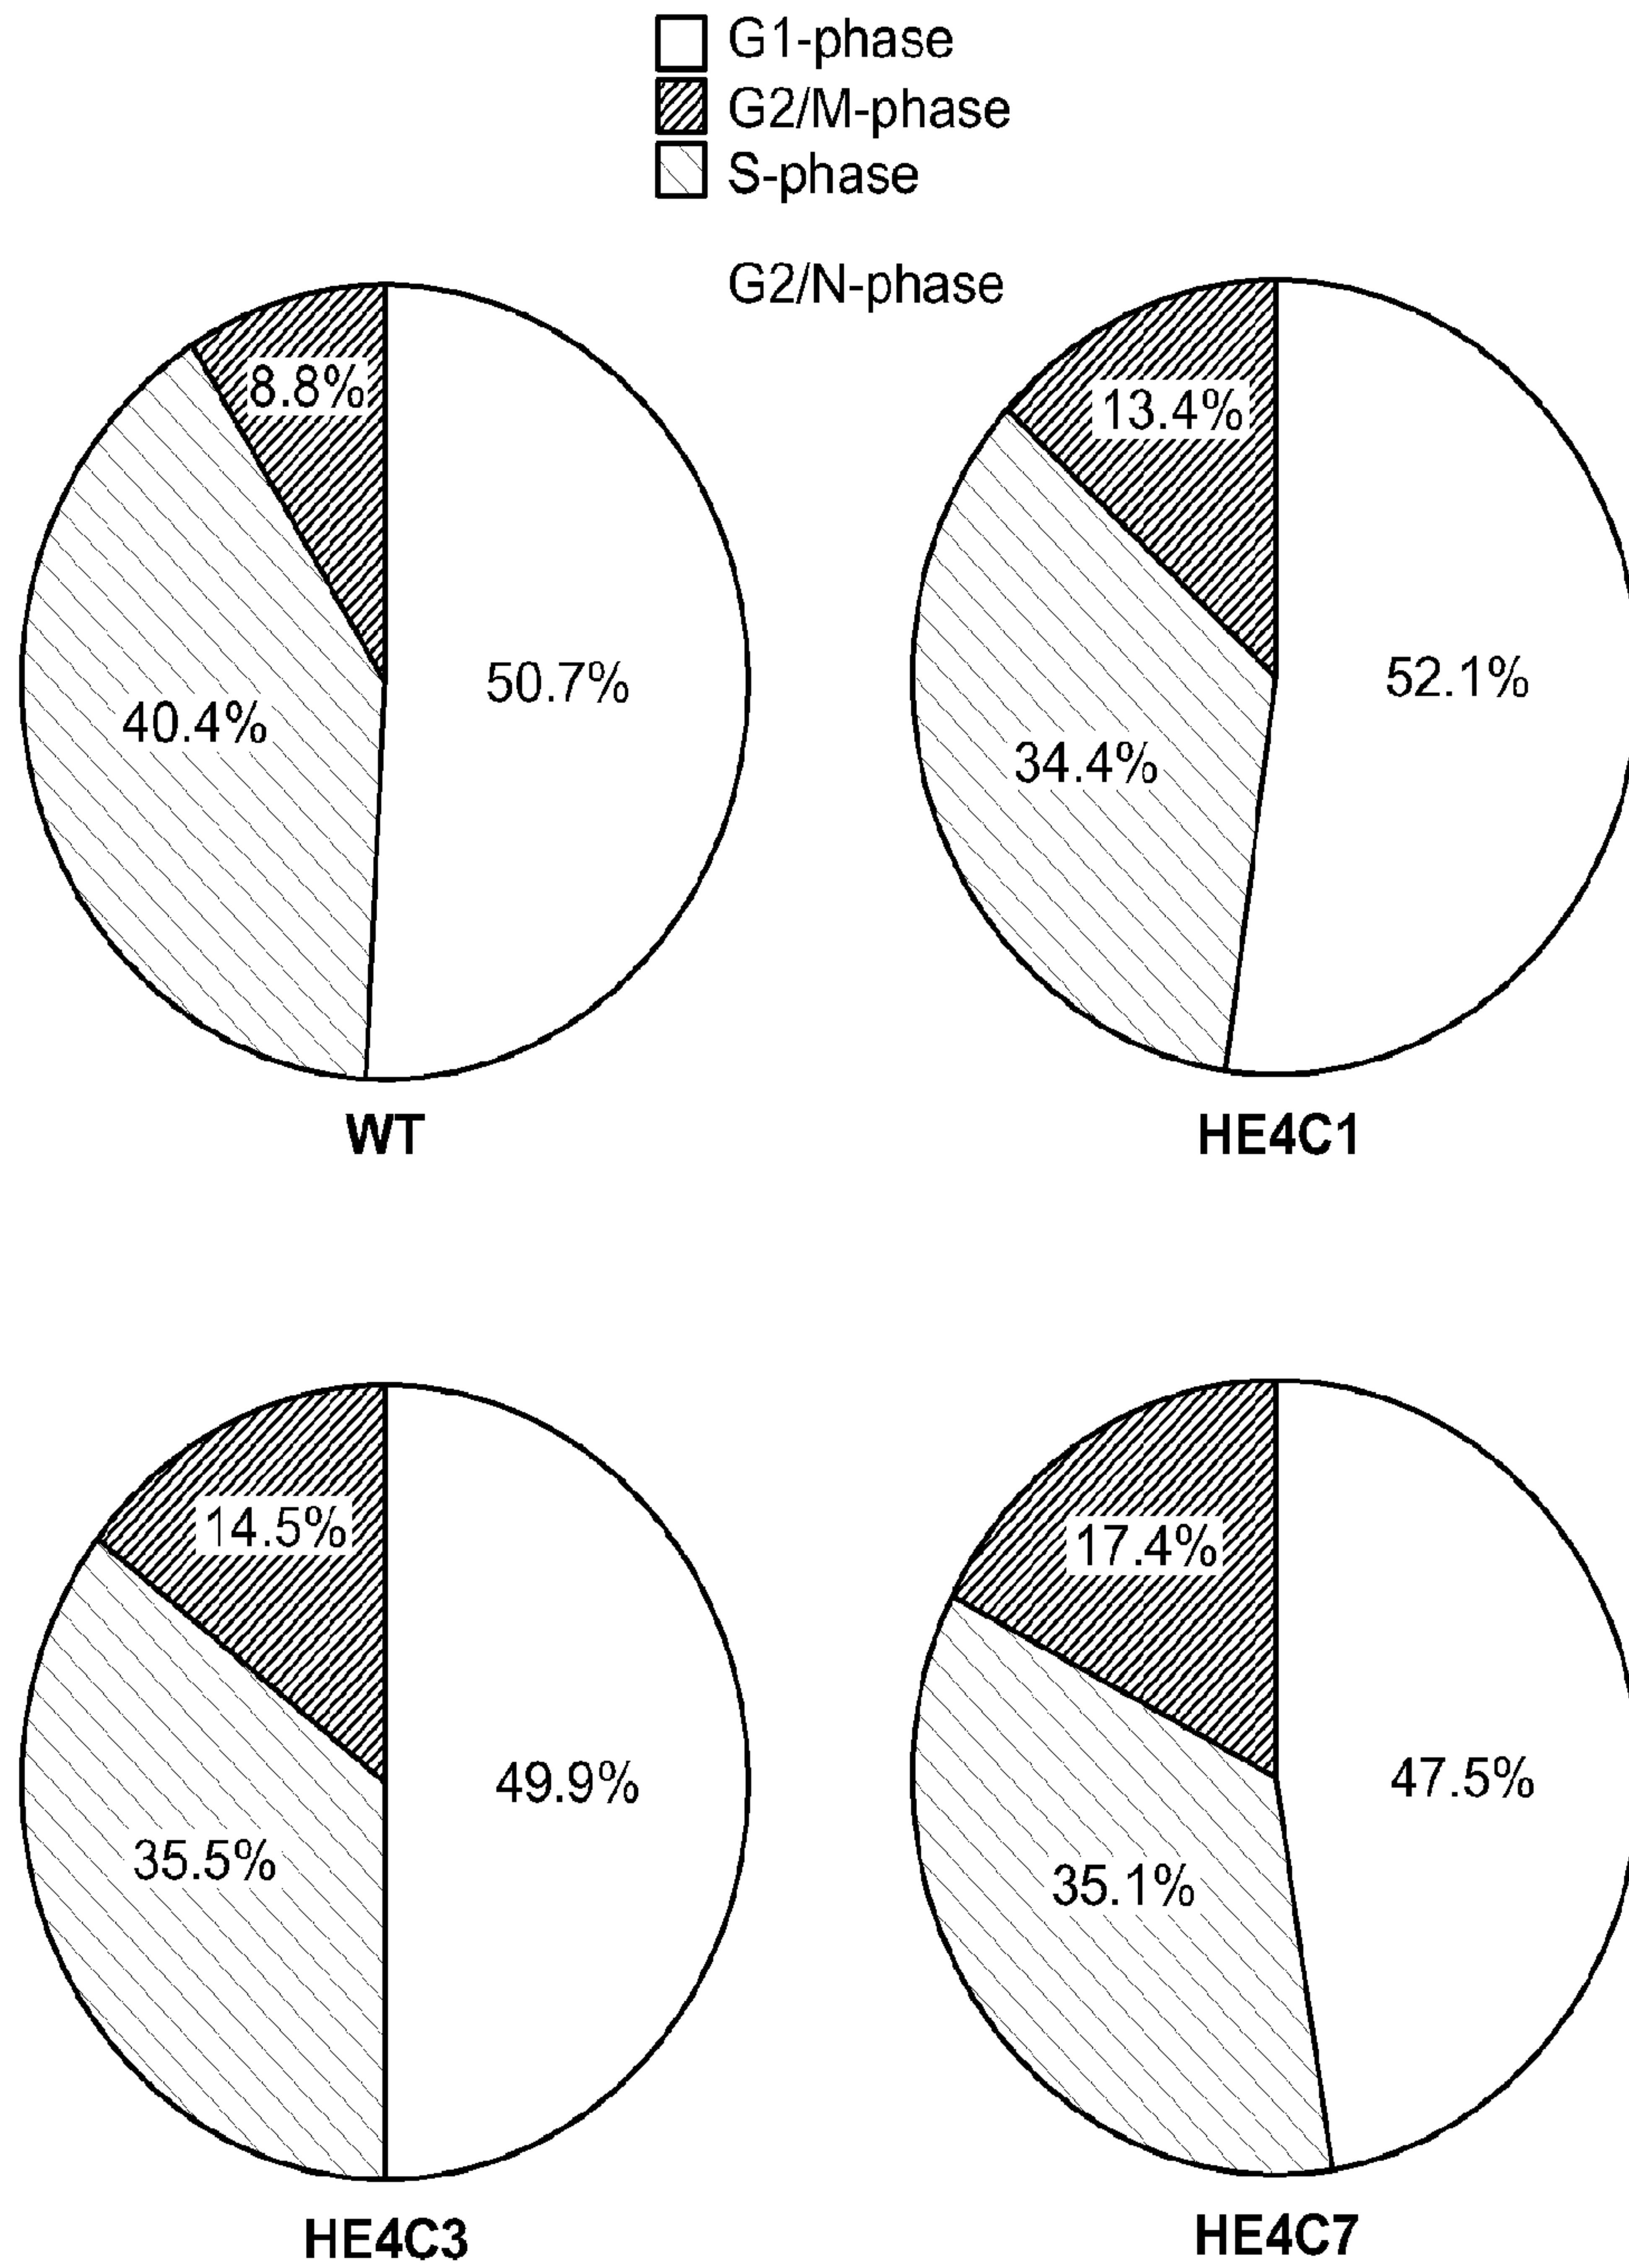 G1-phase
G2/M-phase
S-phase
G2/N-phase
8.8%
50.7%
40.4%
WT
13.4%
52.1%
34.4%
HE4C1
14.5%
49.9%
35.5%
HE4C3
17.4%
47.5%
35.1%
HE4C7